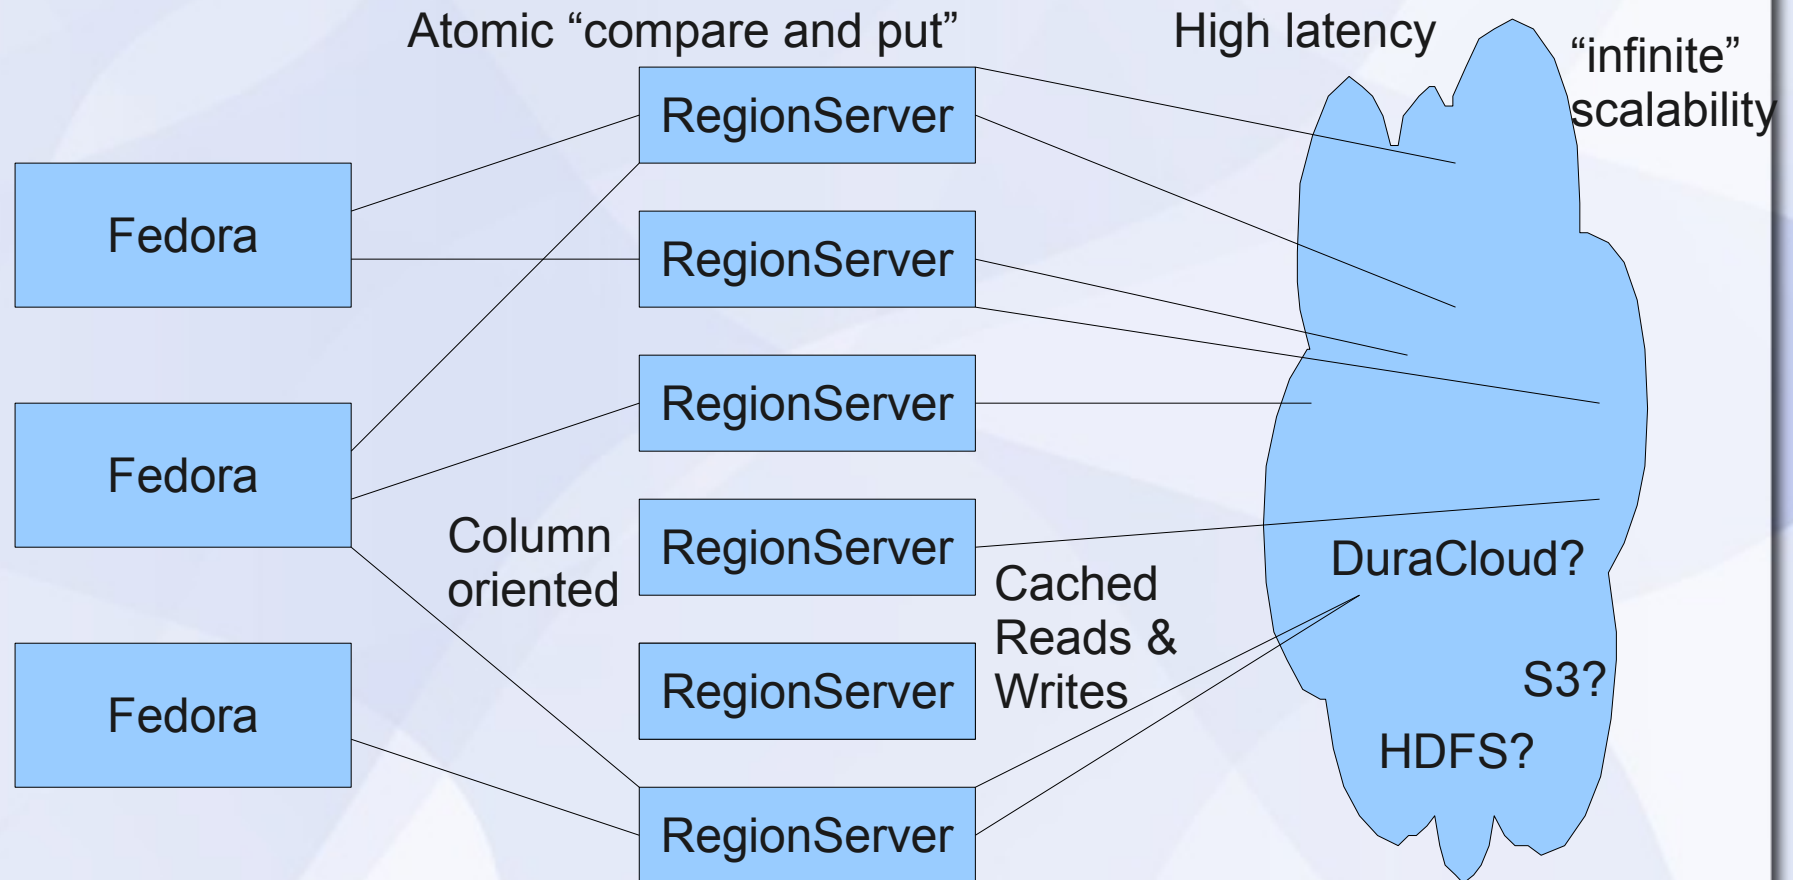 Atomic “compare and put”
High latency
“infinite”
scalability
RegionServer
Fedora
RegionServer
RegionServer
Fedora
Column
oriented
RegionServer
Cached
Reads &
Writes
DuraCloud?
RegionServer
S3?
Fedora
HDFS?
RegionServer